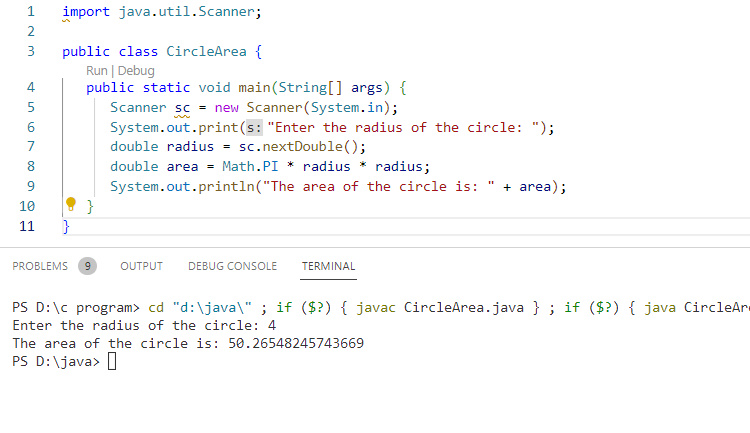 1 import java.util.Scanner;
2
3 public class CircleArea {
Run | Debug
4 public static void main(String[] args) {
5 Scanner sc = new Scanner(System.in);
6 System.out.print(s: "Enter the radius of the circle: ");
7 double radius = sc.nextDouble();
8 double area = Math.PI * radius * radius;
9 System.out.println("The area of the circle is: " + area);
10 }
11 }
PROBLEMS 9 OUTPUT DEBUG CONSOLE TERMINAL
PS D:\c program> cd "d:\java\" ; if ($?) { javac CircleArea.java } ; if ($?) { java CircleAre
Enter the radius of the circle: 4
The area of the circle is: 50.26548245743669
PS D:\java>